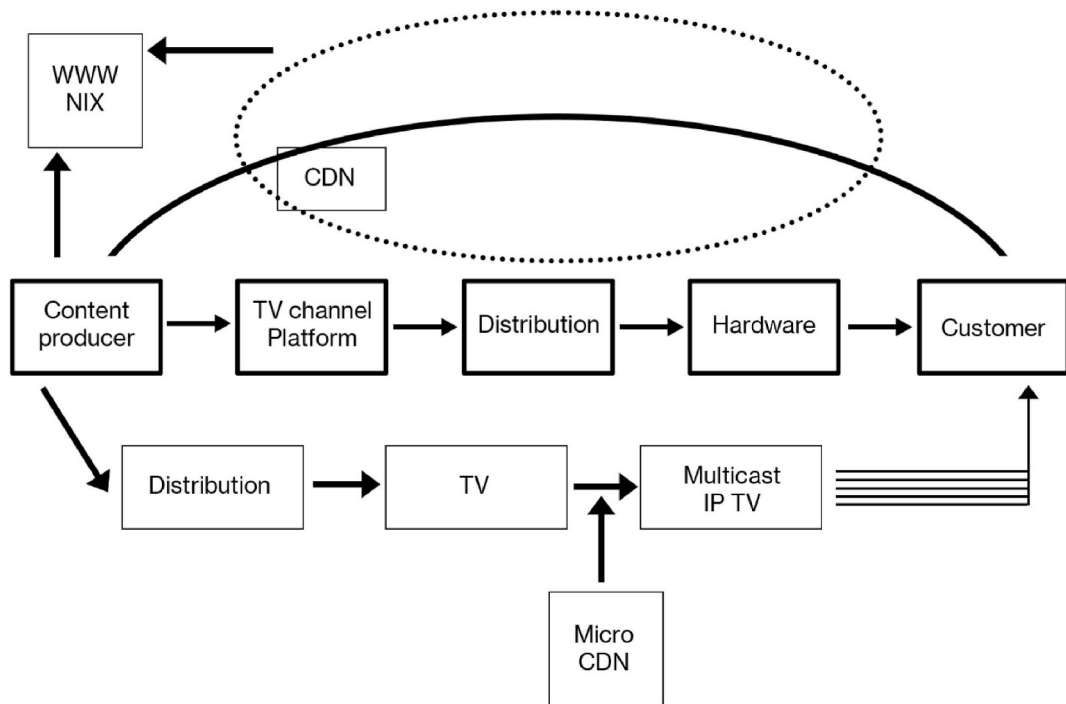 WWW
NIX
CDN
Content
producer
TV channel
Platform
Distribution
Hardware
Customer
Distribution
TV
Multicast
IP TV
Micro
CDN